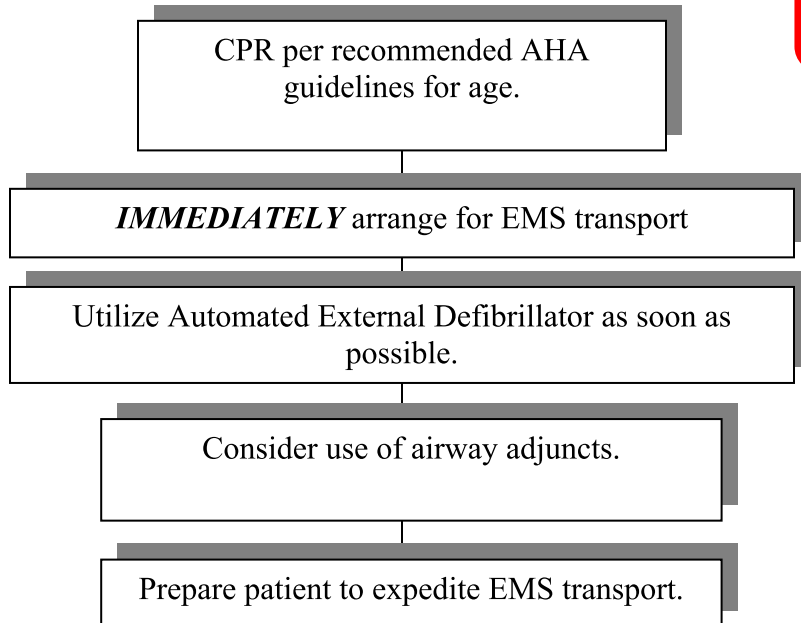 CPR per recommended AHA
guidelines for age.
IMMEDIATELY arrange for EMS transport
Utilize Automated External Defibrillator as soon as
possible.
Consider use of airway adjuncts.
Prepare patient to expedite EMS transport.